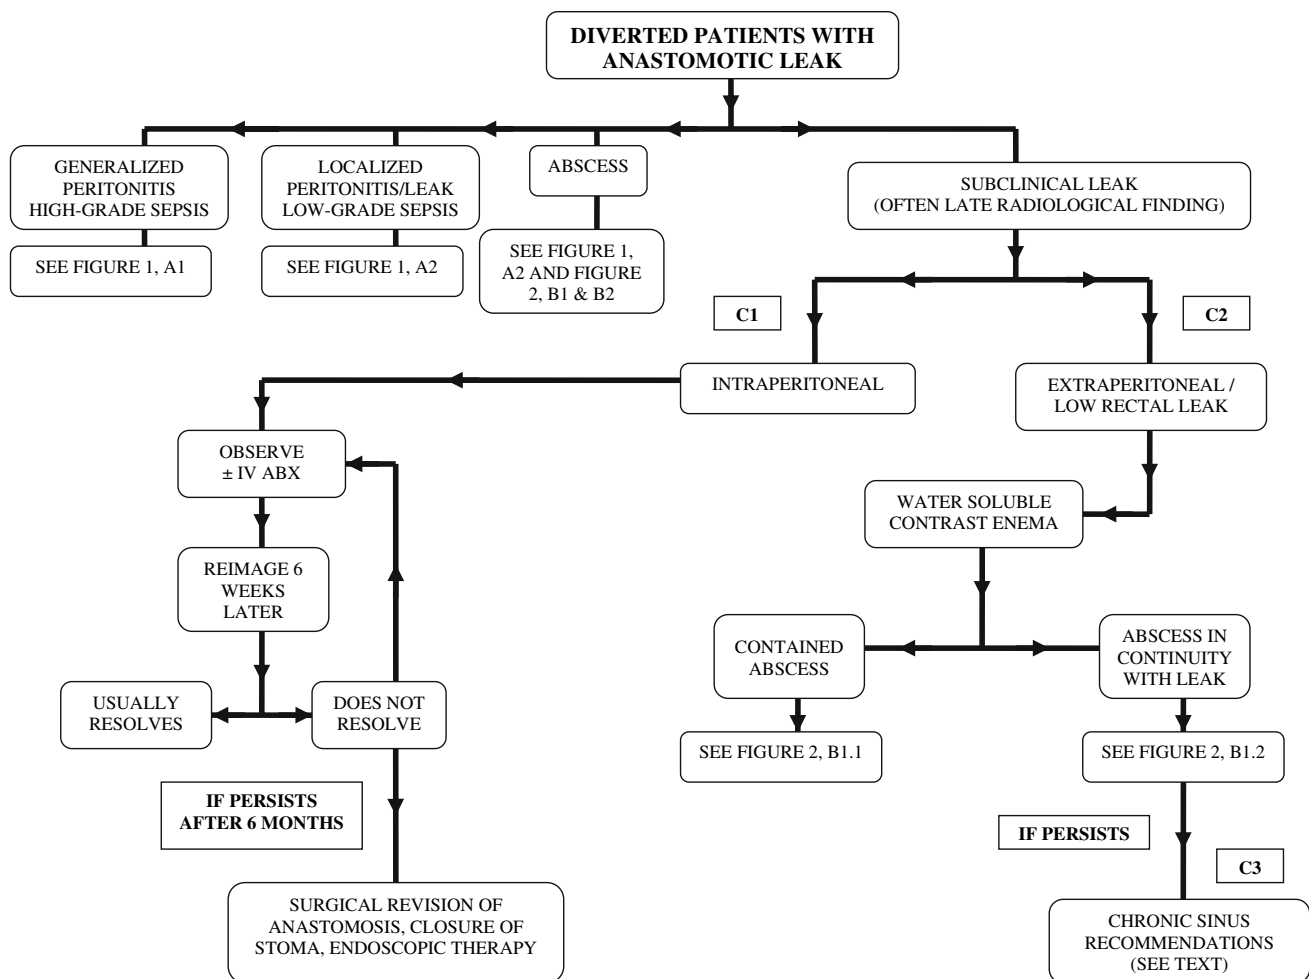 DIVERTED PATIENTS WITH
ANASTOMOTIC LEAK
GENERALIZED
PERITONITIS
HIGH-GRADE SEPSIS
LOCALIZED
PERITONITIS/LEAK
LOW-GRADE SEPSIS
ABSCESS
SUBCLINICAL LEAK
(OFTEN LATE RADIOLOGICAL FINDING)
SEE FIGURE 1, A1
SEE FIGURE 1, A2
SEE FIGURE 1,
A2 AND FIGURE
2, B1 & B2
C1
C2
INTRAPERITONEAL
EXTRAPERITONEAL /
LOW RECTAL LEAK
OBSERVE
± IV ABX
WATER SOLUBLE
CONTRAST ENEMA
REIMAGE 6
WEEKS
LATER
CONTAINED
ABSCESS
ABSCESS IN
CONTINUITY
WITH LEAK
USUALLY
RESOLVES
DOES NOT
RESOLVE
SEE FIGURE 2, B1.1
SEE FIGURE 2, B1.2
IF PERSISTS
AFTER 6 MONTHS
IF PERSISTS
C3
SURGICAL REVISION OF
ANASTOMOSIS, CLOSURE OF
STOMA, ENDOSCOPIC THERAPY
CHRONIC SINUS
RECOMMENDATIONS
(SEE TEXT)